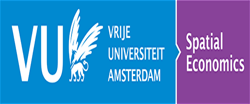 VU
VRIJE
UNIVERSITEIT
AMSTERDAM
Spatial
Economics